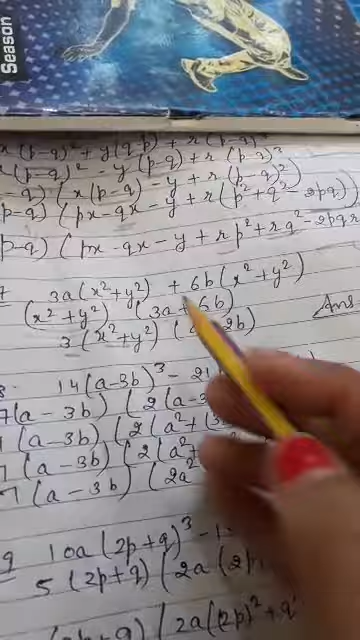 Season
x(p-q)² + y(q-p) + r(p-q)³
(p-q)² - y(p-q) + r(p-q)³
-q) (x(p-q) - y + r(p-q)²)
p-q) (px - qx - y + r(p² + q² - 2pq)
p-q) (px - qx - y + rp² + rq² - 2pqr
7 3a(x² + y²) + 6b(x² + y²)
(x² + y²) (3a + 6b)
3(x² + y²) ( 2b) Ans
8. 14(a-3b)³ - 21
7(a-3b) (2(a-3
(a-3b) (2(a² + (3
(a-3b) (2(a² +
7(a-3b) (2a²
9 10a(2p+q)³ - 1
5(2p+q) (2a(2p
+q) (2a((2p)² + q²